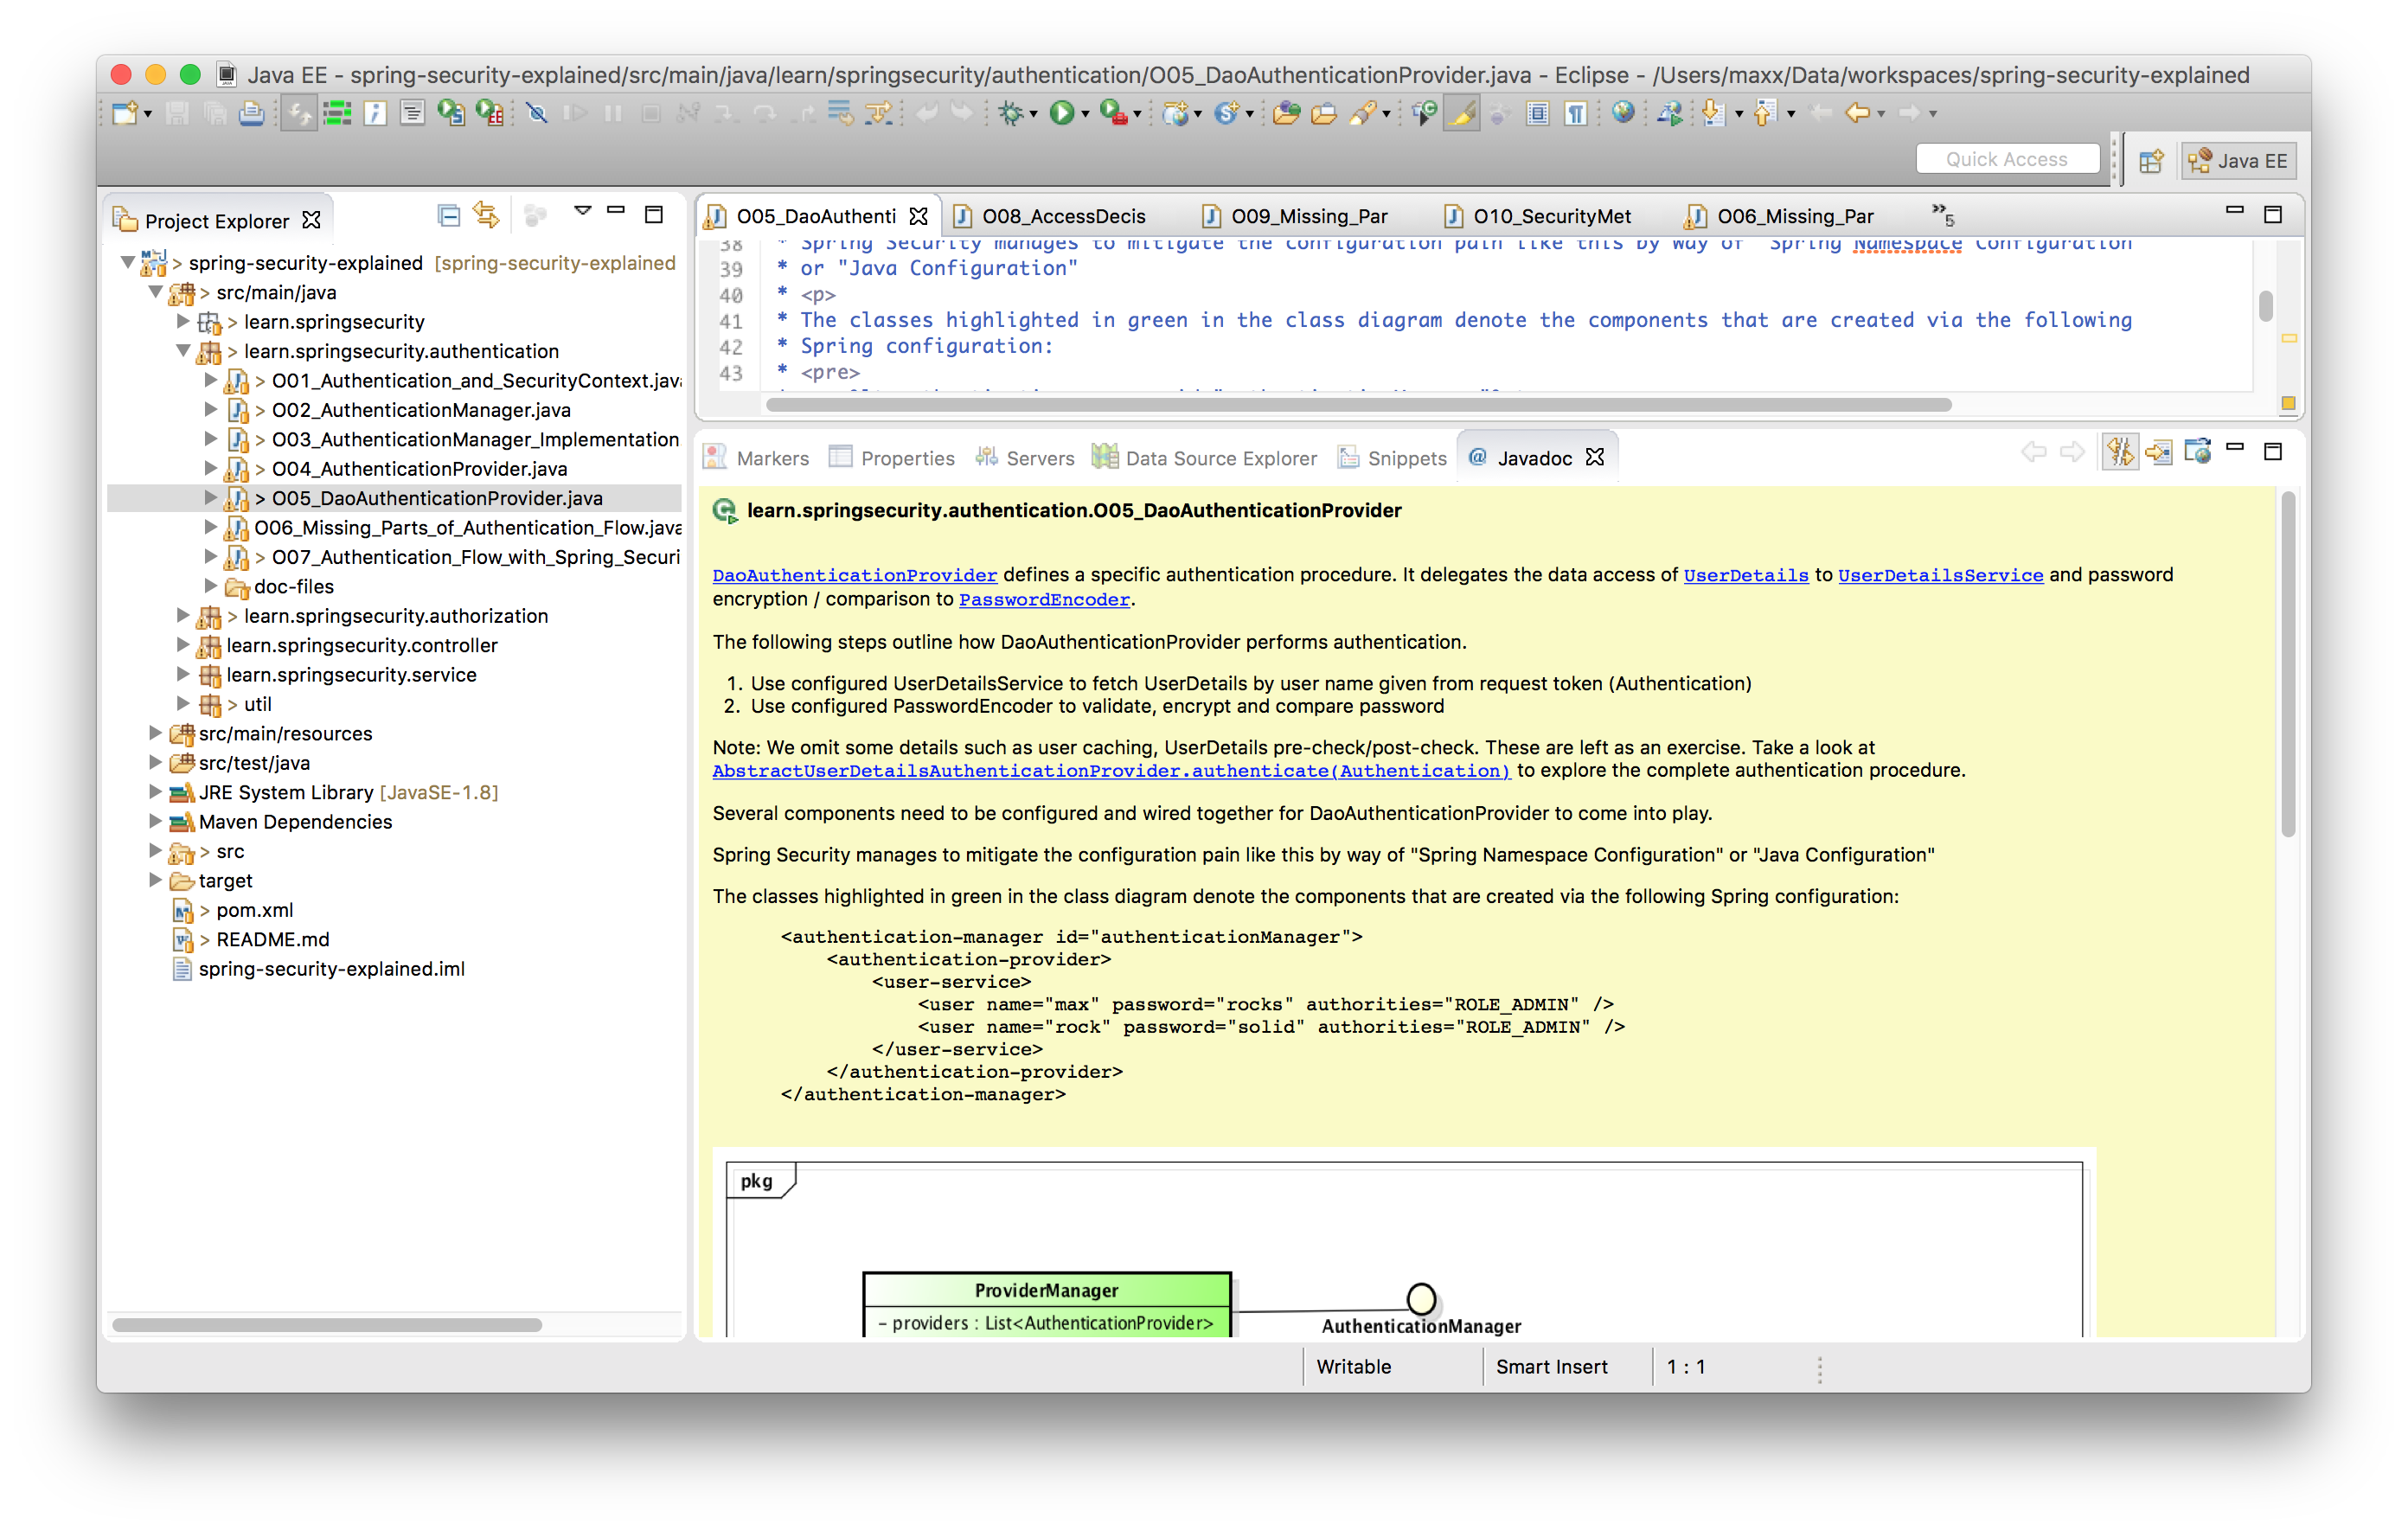 Java EE - spring-security-explained/src/main/java/learn/springsecurity/authentication/O05_DaoAuthenticationProvider.java - Eclipse - /Users/maxx/Data/workspaces/spring-security-explained
Quick Access
Java EE
Project Explorer
> spring-security-explained [spring-security-explained
> src/main/java
> learn.springsecurity
> learn.springsecurity.authentication
> O01_Authentication_and_SecurityContext.java
> O02_AuthenticationManager.java
> O03_AuthenticationManager_Implementation
> O04_AuthenticationProvider.java
> O05_DaoAuthenticationProvider.java
O06_Missing_Parts_of_Authentication_Flow.java
> O07_Authentication_Flow_with_Spring_Securi
doc-files
> learn.springsecurity.authorization
learn.springsecurity.controller
learn.springsecurity.service
> util
src/main/resources
src/test/java
JRE System Library [JavaSE-1.8]
Maven Dependencies
> src
target
> pom.xml
> README.md
spring-security-explained.iml
O05_DaoAuthenti
O08_AccessDecis
O09_Missing_Par
O10_SecurityMet
O06_Missing_Par
»5
38 * Spring Security manages to mitigate the configuration pain like this by way of "Spring Namespace Configuration
39 * or "Java Configuration"
40 * <p>
41 * The classes highlighted in green in the class diagram denote the components that are created via the following
42 * Spring configuration:
43 * <pre>
Markers
Properties
Servers
Data Source Explorer
Snippets
@ Javadoc
learn.springsecurity.authentication.O05_DaoAuthenticationProvider
DaoAuthenticationProvider defines a specific authentication procedure. It delegates the data access of UserDetails to UserDetailsService and password
encryption / comparison to PasswordEncoder.
The following steps outline how DaoAuthenticationProvider performs authentication.
1. Use configured UserDetailsService to fetch UserDetails by user name given from request token (Authentication)
2. Use configured PasswordEncoder to validate, encrypt and compare password
Note: We omit some details such as user caching, UserDetails pre-check/post-check. These are left as an exercise. Take a look at
AbstractUserDetailsAuthenticationProvider.authenticate(Authentication) to explore the complete authentication procedure.
Several components need to be configured and wired together for DaoAuthenticationProvider to come into play.
Spring Security manages to mitigate the configuration pain like this by way of "Spring Namespace Configuration" or "Java Configuration"
The classes highlighted in green in the class diagram denote the components that are created via the following Spring configuration:
<authentication-manager id="authenticationManager">
<authentication-provider>
<user-service>
<user name="max" password="rocks" authorities="ROLE_ADMIN" />
<user name="rock" password="solid" authorities="ROLE_ADMIN" />
</user-service>
</authentication-provider>
</authentication-manager>
pkg
ProviderManager
- providers : List<AuthenticationProvider>
AuthenticationManager
Writable
Smart Insert
1 : 1